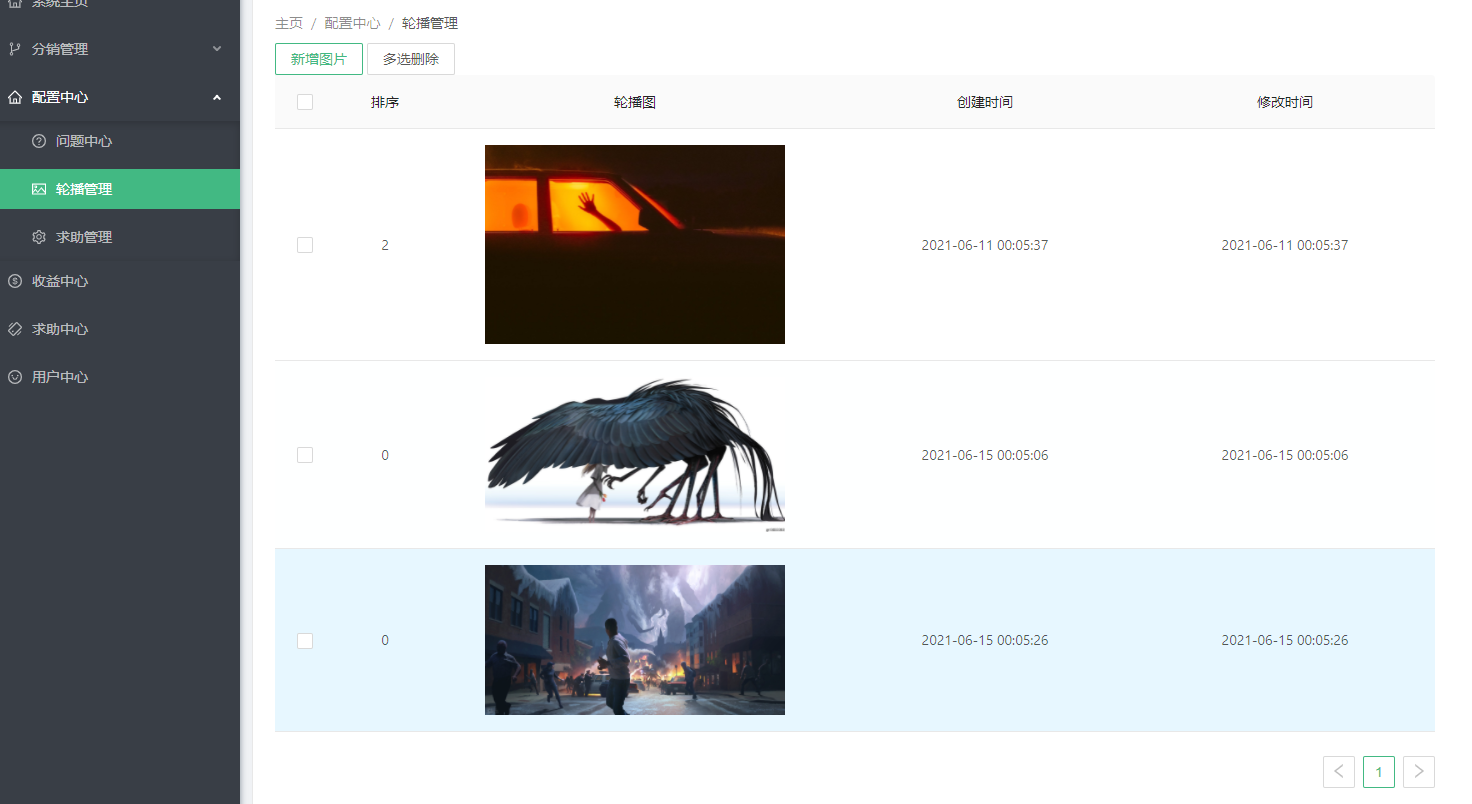 系统主页
分销管理
配置中心
问题中心
轮播管理
求助管理
收益中心
求助中心
用户中心
主页 / 配置中心 / 轮播管理
新增图片 多选删除
排序 轮播图 创建时间 修改时间
2 2021-06-11 00:05:37 2021-06-11 00:05:37
0 2021-06-15 00:05:06 2021-06-15 00:05:06
0 2021-06-15 00:05:26 2021-06-15 00:05:26
1